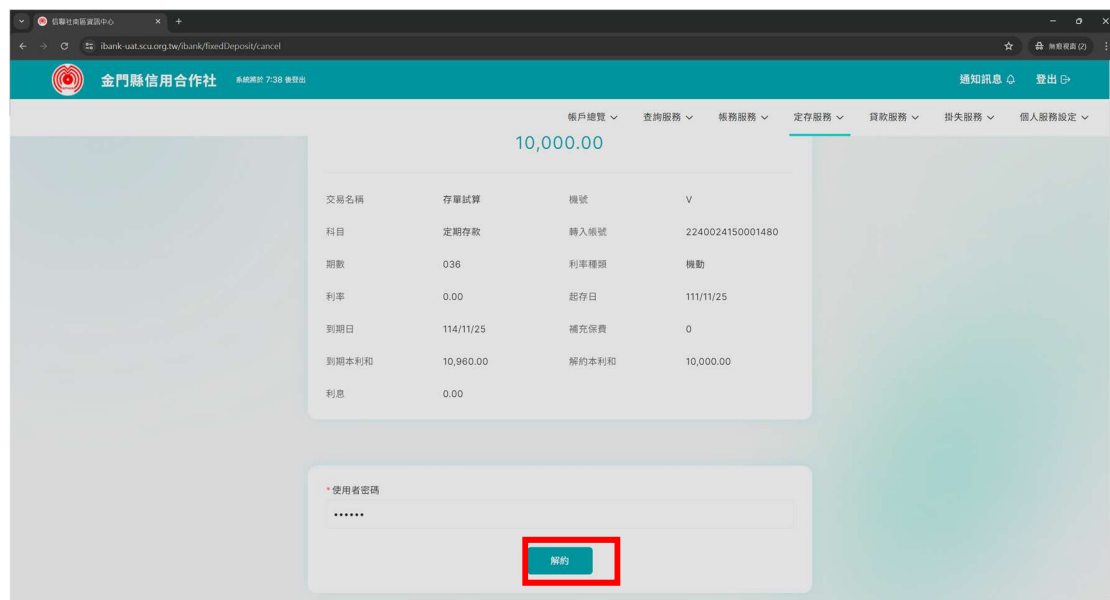 信聯社南區資訊中心
ibank-uat.scu.org.tw/ibank/fixedDeposit/cancel
無痕視窗 (2)
金門縣信用合作社 系統將於 7:38 後登出 通知訊息 登出
帳戶總覽 查詢服務 帳務服務 定存服務 貸款服務 掛失服務 個人服務設定
10,000.00
交易名稱 存單試算 機號 V
科目 定期存款 轉入帳號 2240024150001480
期數 036 利率種類 機動
利率 0.00 起存日 111/11/25
到期日 114/11/25 補充保費 0
到期本利和 10,960.00 解約本利和 10,000.00
利息 0.00
*使用者密碼
••••••
解約